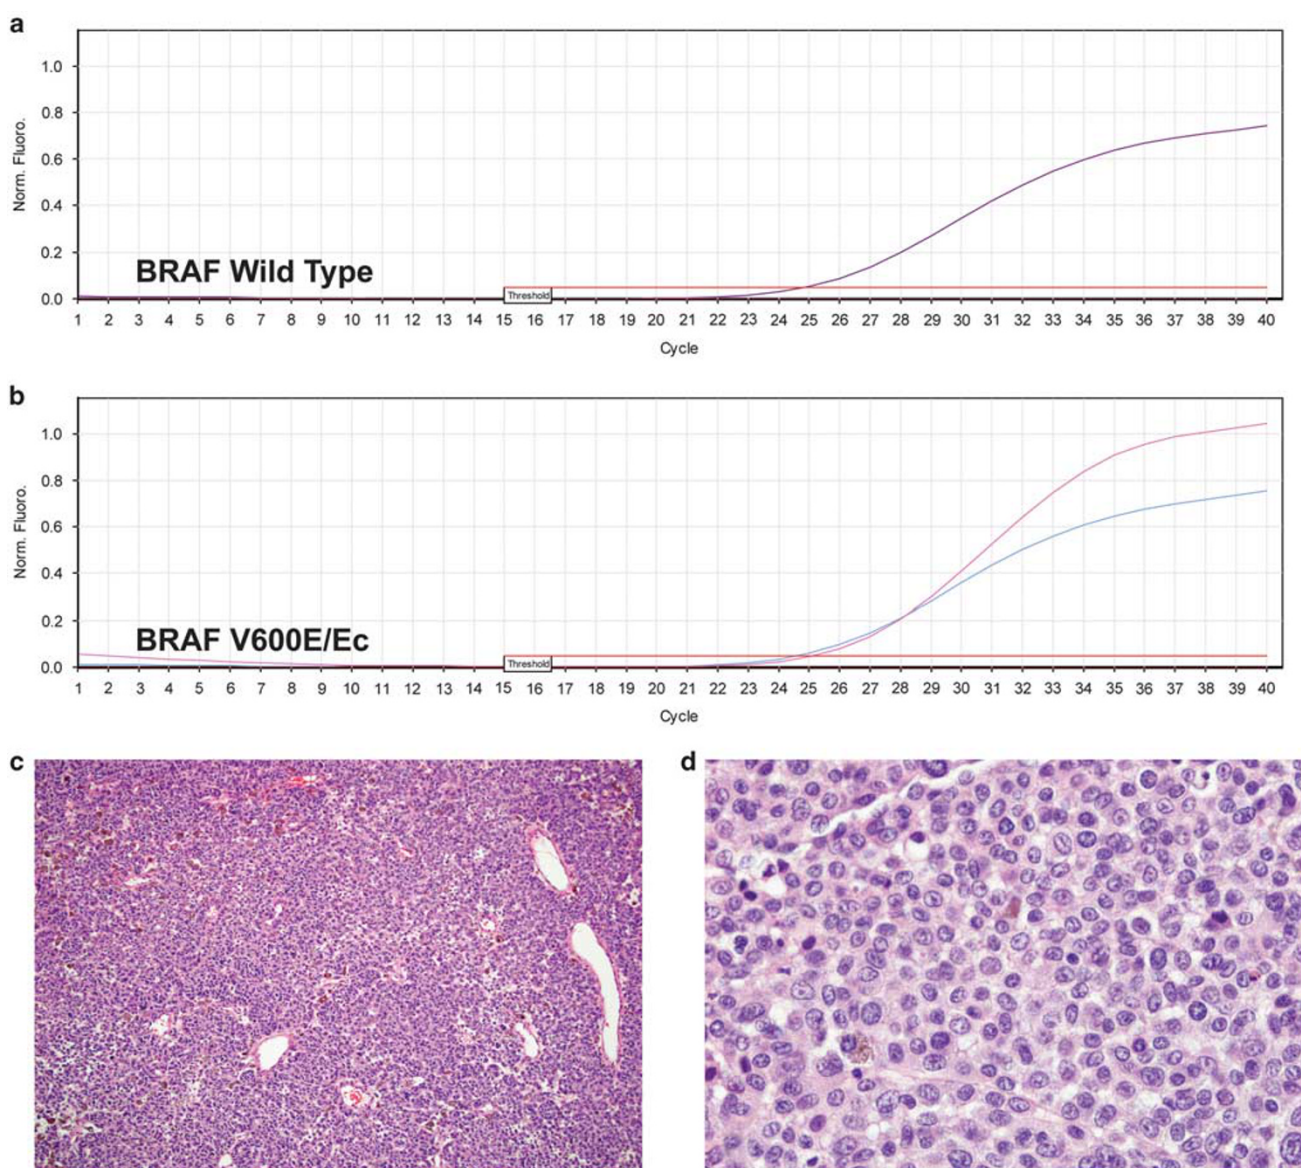 a
1.0
0.8
0.6
0.4
0.2
0.0
Norm. Fluoro.
BRAF Wild Type
Threshold
1 2 3 4 5 6 7 8 9 10 11 12 13 14 15 16 17 18 19 20 21 22 23 24 25 26 27 28 29 30 31 32 33 34 35 36 37 38 39 40
Cycle
b
1.0
0.8
0.6
0.4
0.2
0.0
Norm. Fluoro.
BRAF V600E/Ec
Threshold
1 2 3 4 5 6 7 8 9 10 11 12 13 14 15 16 17 18 19 20 21 22 23 24 25 26 27 28 29 30 31 32 33 34 35 36 37 38 39 40
Cycle
c
d